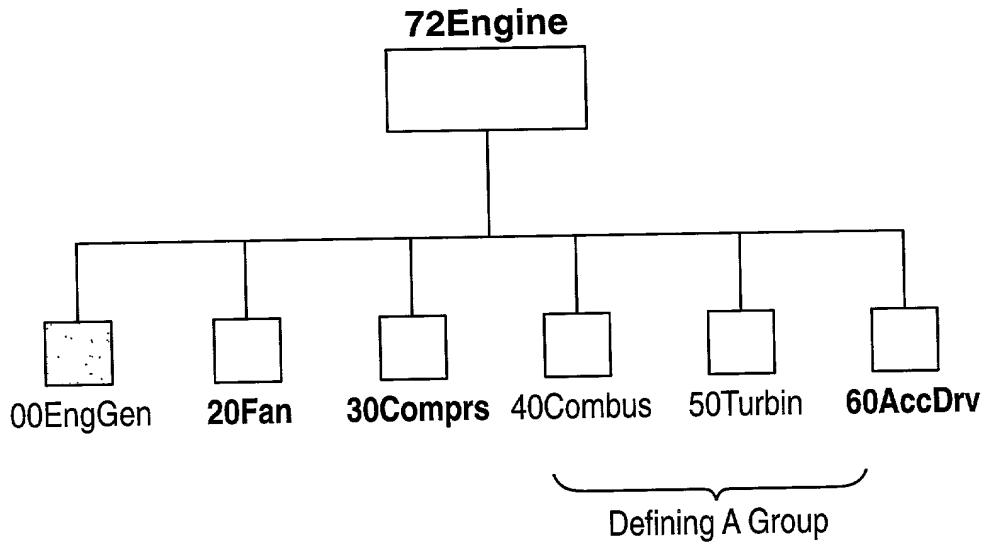 72Engine
00EngGen 20Fan 30Comprs 40Combus 50Turbin 60AccDrv
Defining A Group